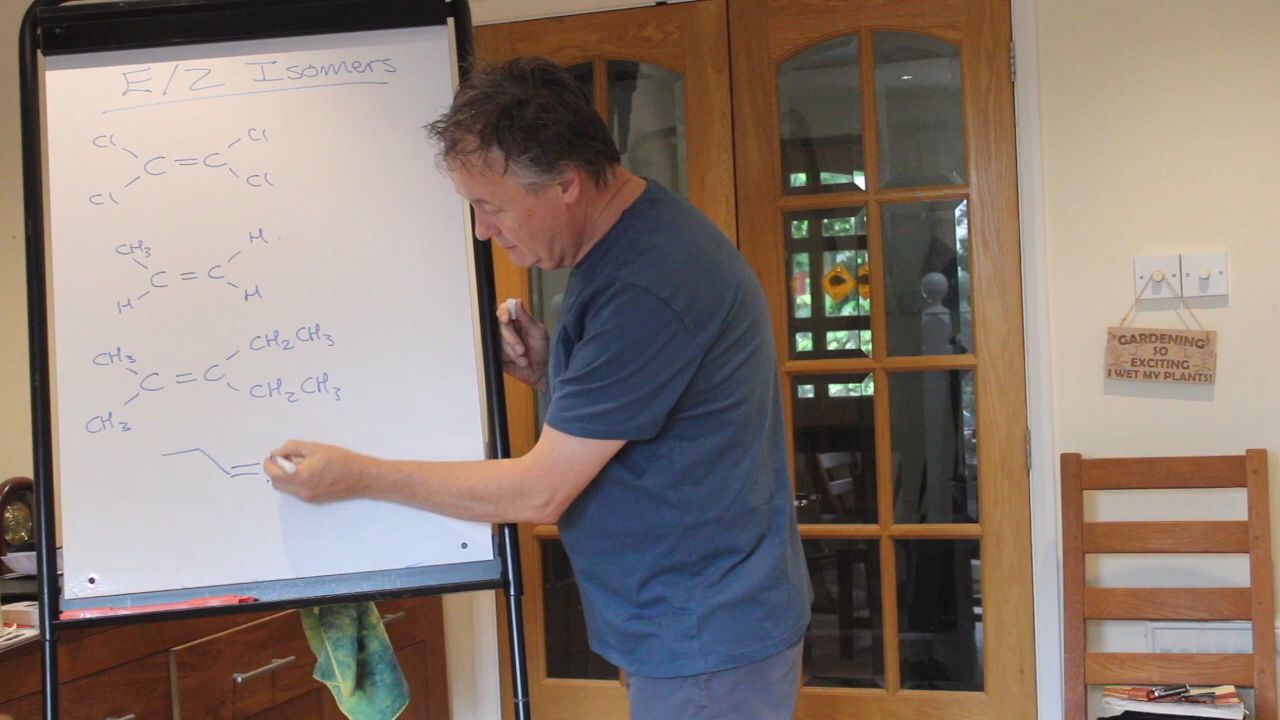 E/Z Isomers
Cl Cl
C=C
Cl Cl
CH3 H
C=C
H H
CH3 CH2CH3
C=C
CH3 CH2CH3
GARDENING
SO
EXCITING
I WET MY PLANTS!